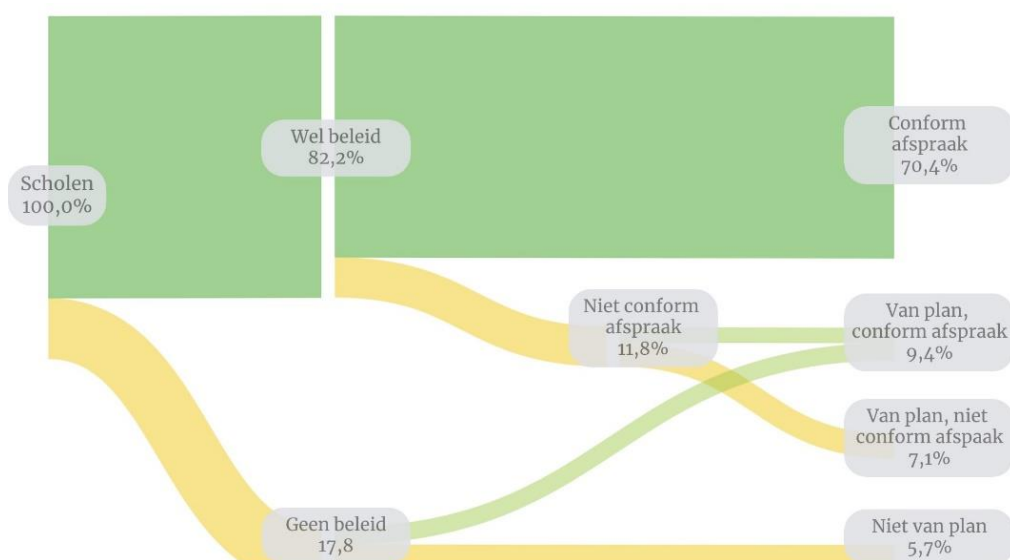 Scholen
100,0%
Wel beleid
82,2%
Conform
afspraak
70,4%
Niet conform
afspraak
11,8%
Van plan,
conform afspraak
9,4%
Van plan, niet
conform afspaak
7,1%
Geen beleid
17,8
Niet van plan
5,7%